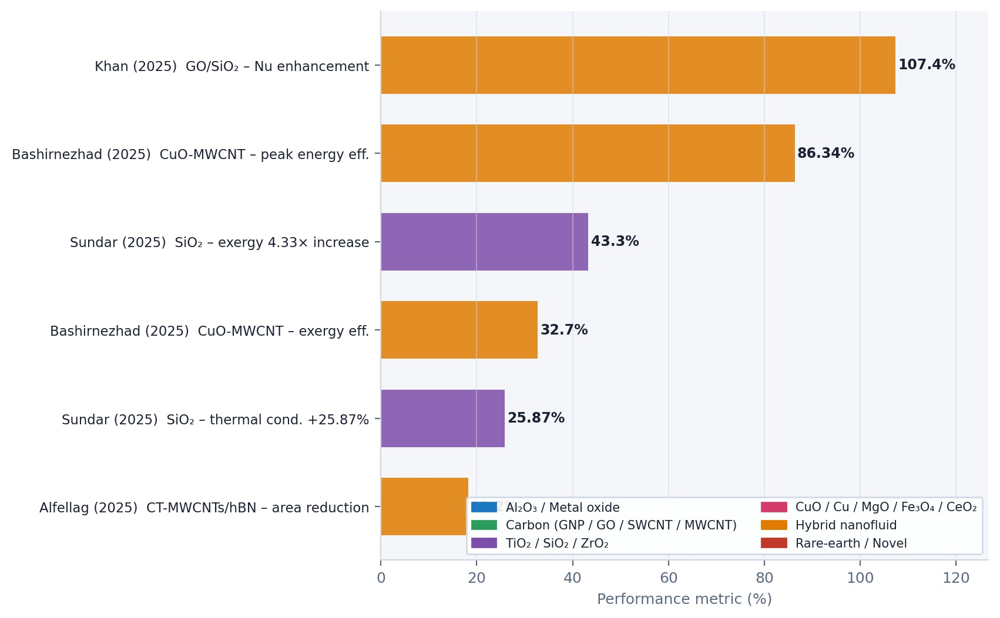 Khan (2025)  GO/SiO₂ – Nu enhancement
107.4%
Bashirnezhad (2025)  CuO-MWCNT – peak energy eff.
86.34%
Sundar (2025)  SiO₂ – exergy 4.33× increase
43.3%
Bashirnezhad (2025)  CuO-MWCNT – exergy eff.
32.7%
Sundar (2025)  SiO₂ – thermal cond. +25.87%
25.87%
Alfellag (2025)  CT-MWCNTs/hBN – area reduction
Al₂O₃ / Metal oxide
Carbon (GNP / GO / SWCNT / MWCNT)
TiO₂ / SiO₂ / ZrO₂
CuO / Cu / MgO / Fe₃O₄ / CeO₂
Hybrid nanofluid
Rare-earth / Novel
0 20 40 60 80 100 120
Performance metric (%)